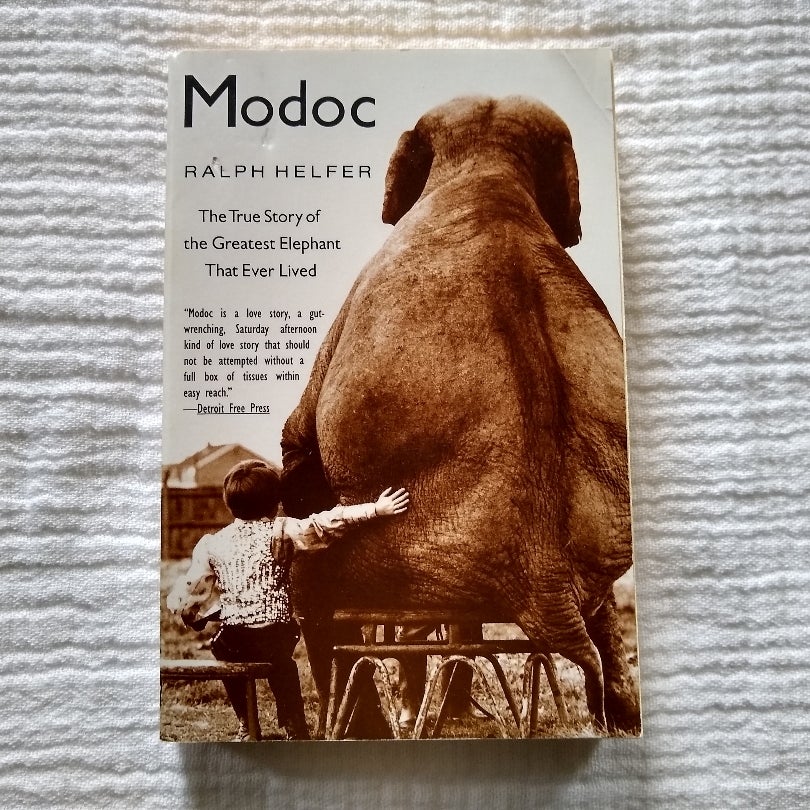 Modoc
RALPH HELFER
The True Story of
the Greatest Elephant
That Ever Lived
"Modoc is a love story, a gut-
wrenching, Saturday afternoon
kind of love story that should
not be attempted without a
full box of tissues within
easy reach."
—Detroit Free Press